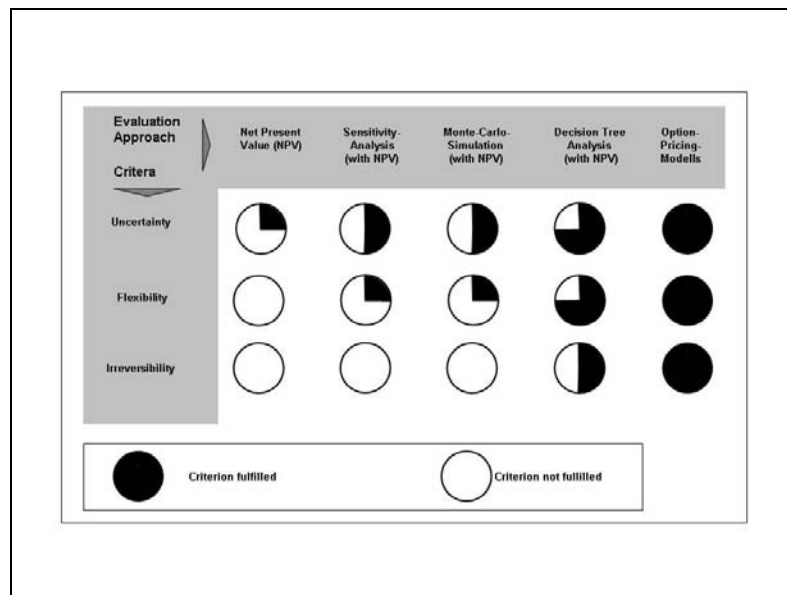 Evaluation
Approach
Critera
Net Present
Value (NPV)
Sensitivity-
Analysis
(with NPV)
Monte-Carlo-
Simulation
(with NPV)
Decision Tree
Analysis
(with NPV)
Option-
Pricing-
Modells
Uncertainty
Flexibility
Irreversibility
Criterion fulfilled
Criterion not fullilled